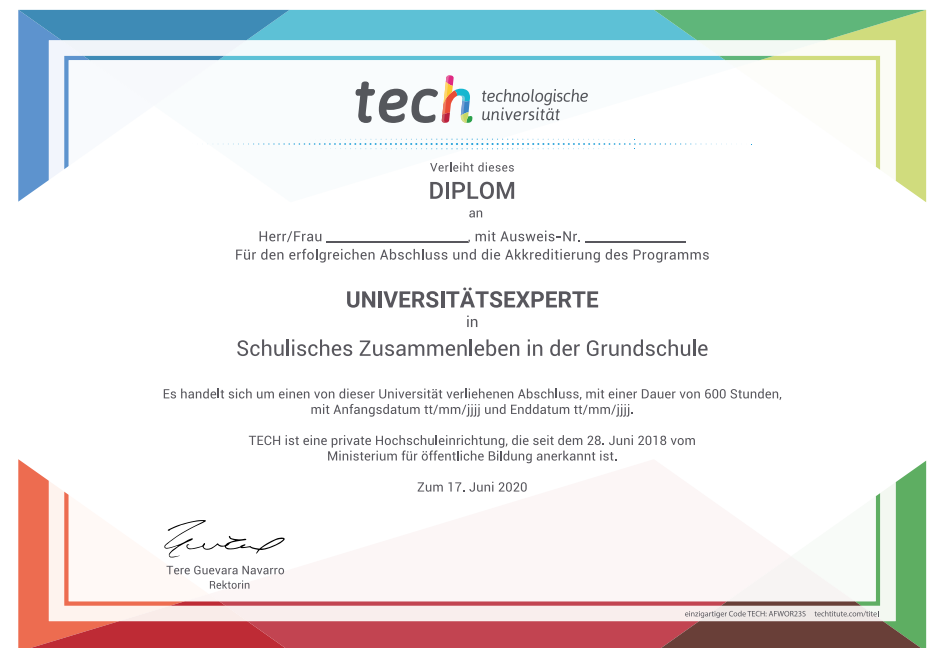 tech technologische
universität
Verleiht dieses
DIPLOM
an
Herr/Frau ____________________, mit Ausweis-Nr. ______________
Für den erfolgreichen Abschluss und die Akkreditierung des Programms
UNIVERSITÄTSEXPERTE
in
Schulisches Zusammenleben in der Grundschule
Es handelt sich um einen von dieser Universität verliehenen Abschluss, mit einer Dauer von 600 Stunden,
mit Anfangsdatum tt/mm/jjjj und Enddatum tt/mm/jjjj.
TECH ist eine private Hochschuleinrichtung, die seit dem 28. Juni 2018 vom
Ministerium für öffentliche Bildung anerkannt ist.
Zum 17. Juni 2020
Tere Guevara Navarro
Rektorin
einzigartiger Code TECH: AFWOR23S techtitute.com/titel